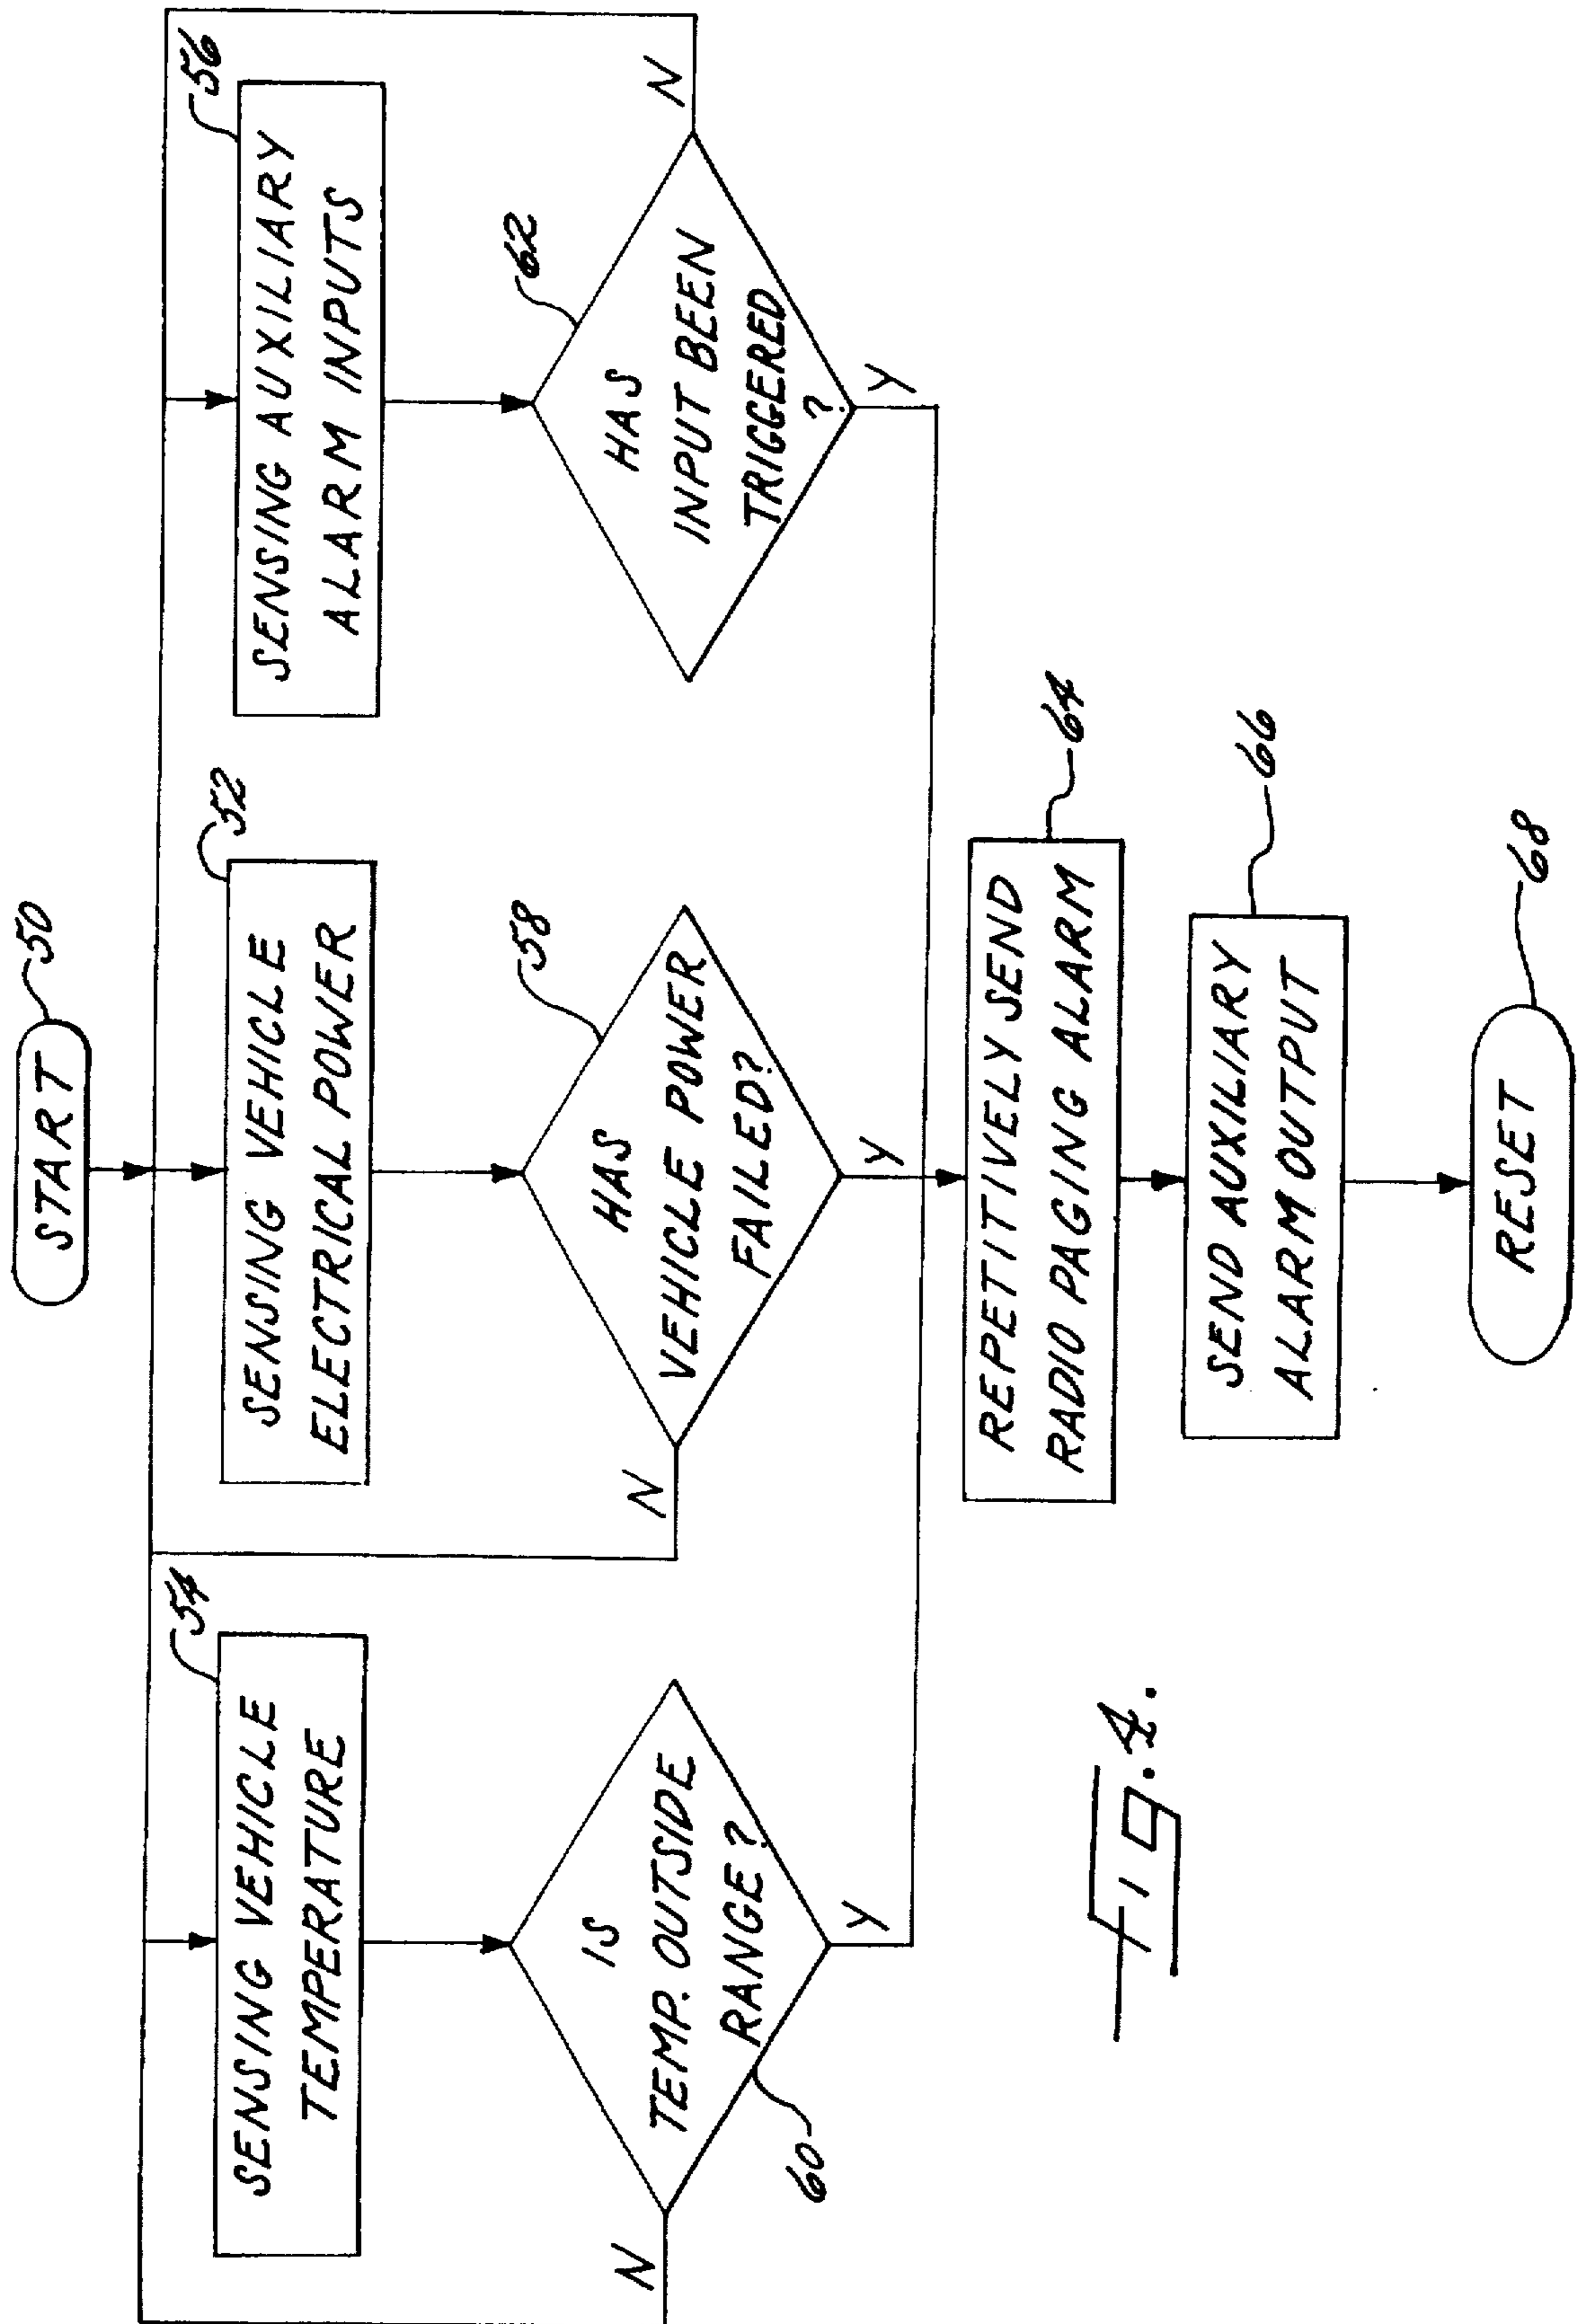 START
50
SENSING VEHICLE
TEMPERATURE
54
SENSING VEHICLE
ELECTRICAL POWER
52
SENSING AUXILIARY
ALARM INPUTS
56
IS
TEMP. OUTSIDE
RANGE?
60
N
Y
HAS
VEHICLE POWER
FAILED?
58
N
Y
HAS
INPUT BEEN
TRIGGERED
?
62
N
Y
REPETITIVELY SEND
RADIO PAGING ALARM
64
SEND AUXILIARY
ALARM OUTPUT
66
RESET
68
FIG.4.